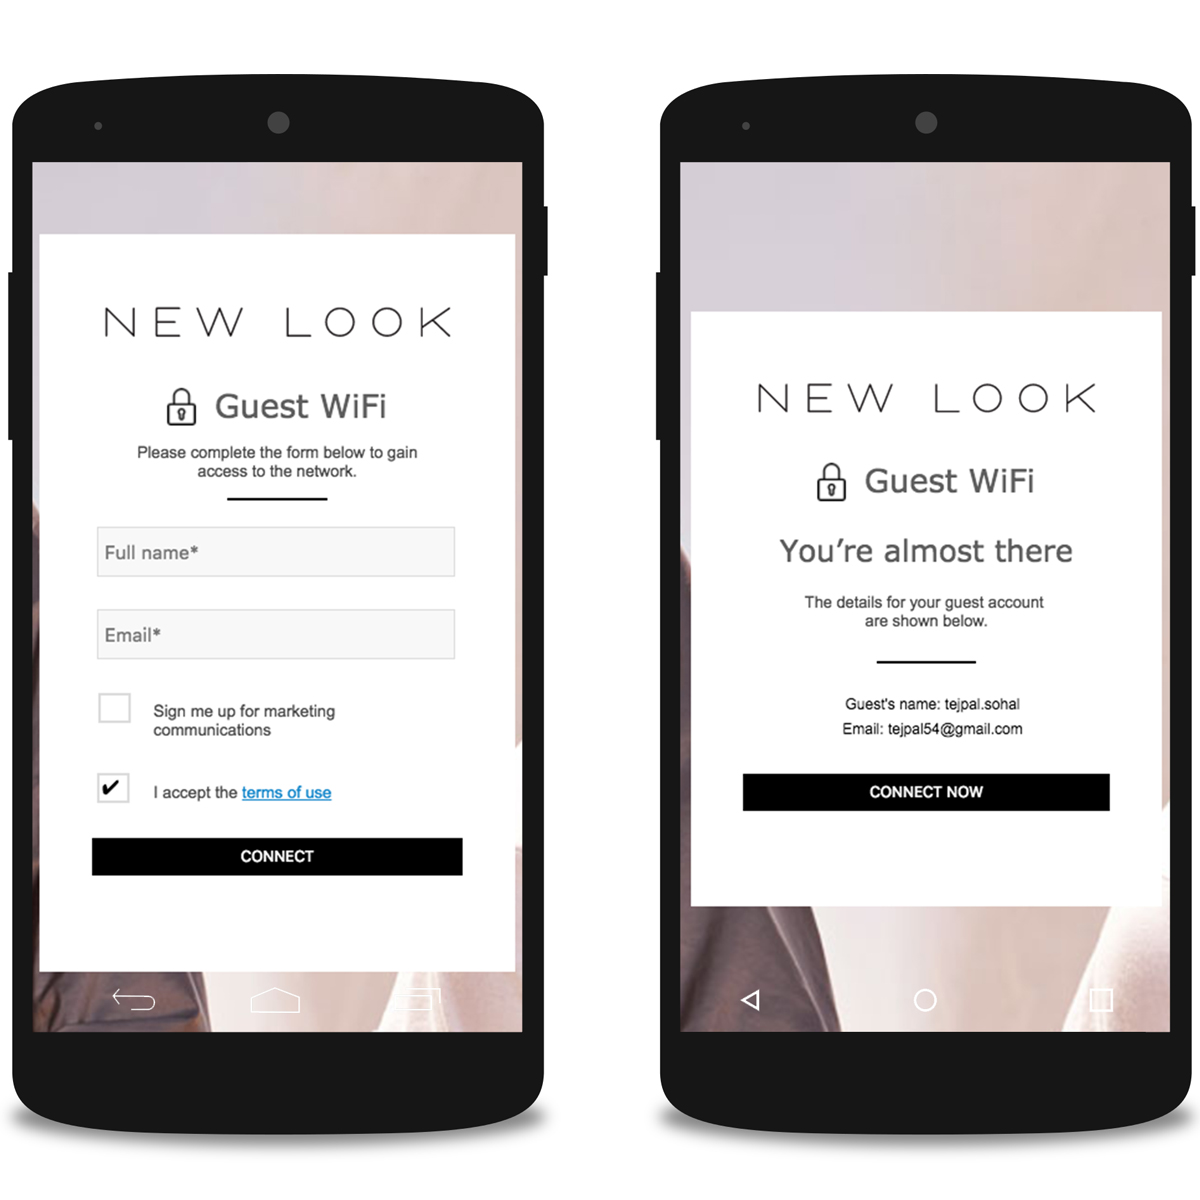 NEW LOOK
Guest WiFi
Please complete the form below to gain
access to the network.
Full name*
Email*
Sign me up for marketing
communications
I accept the terms of use
CONNECT
NEW LOOK
Guest WiFi
You’re almost there
The details for your guest account
are shown below.
Guest's name: tejpal.sohal
Email: tejpal54@gmail.com
CONNECT NOW